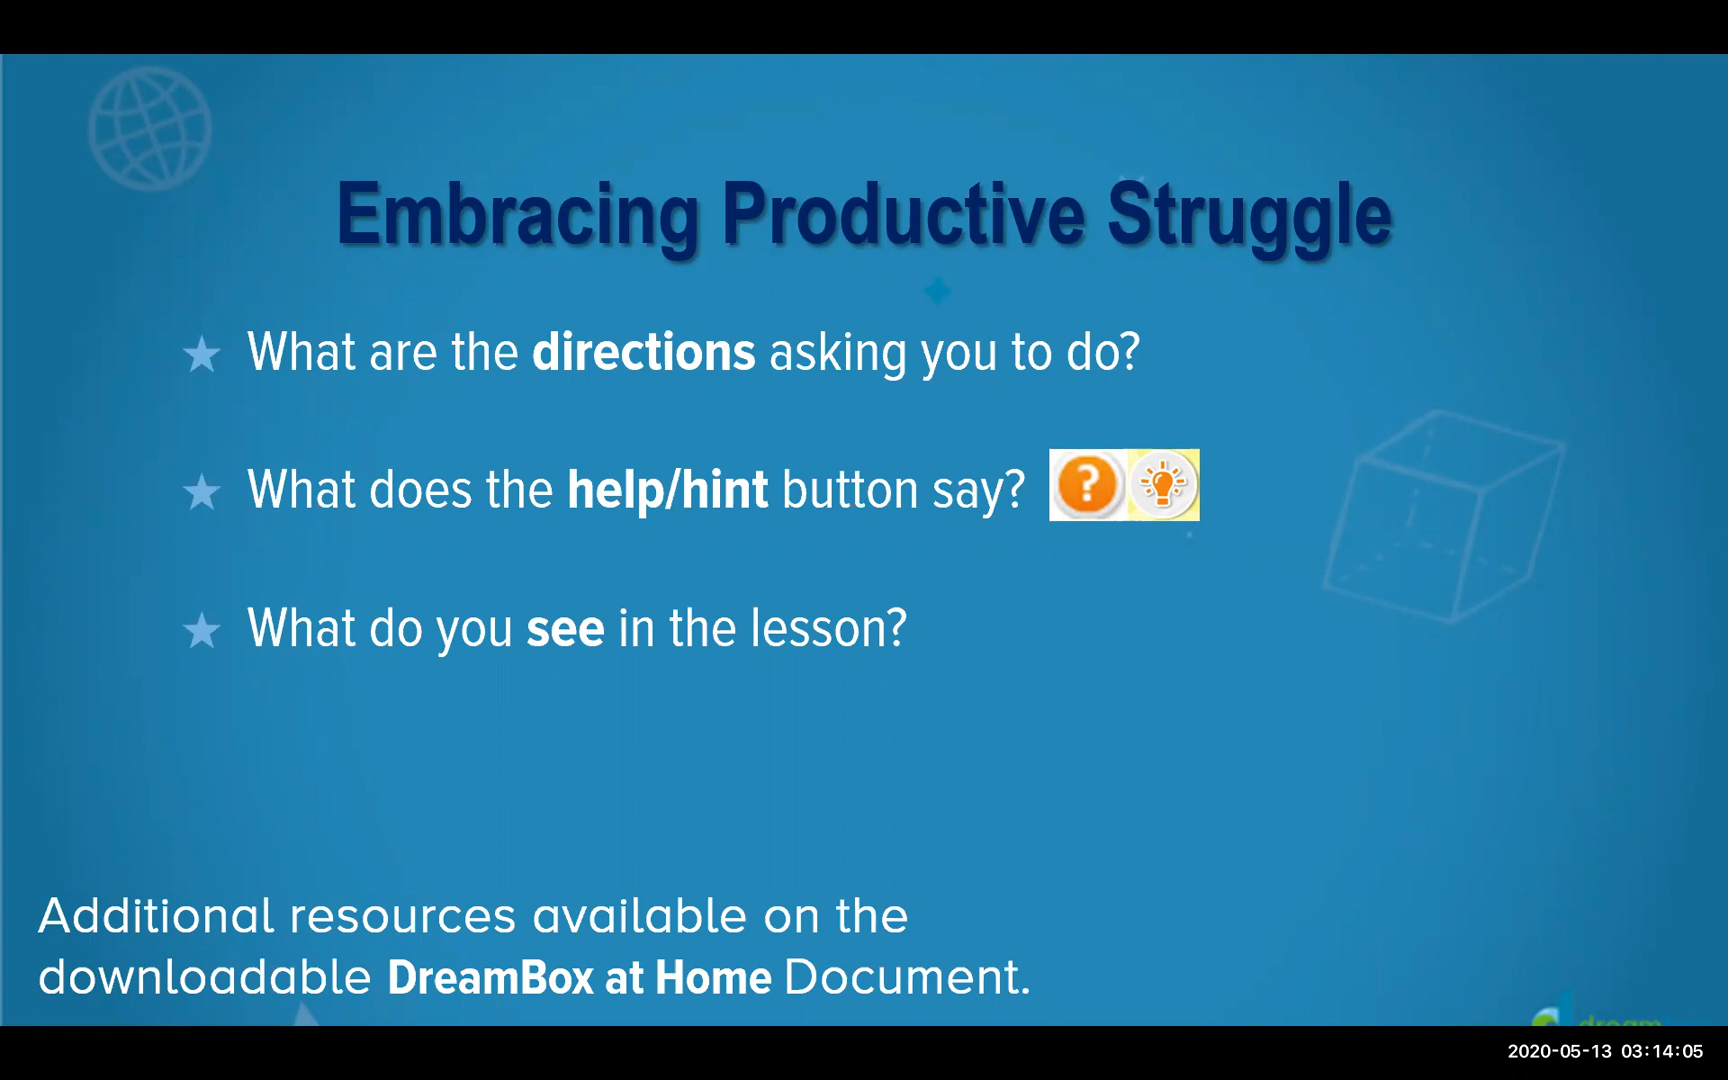 Embracing Productive Struggle
What are the directions asking you to do?
What does the help/hint button say? ?
What do you see in the lesson?
Additional resources available on the
downloadable DreamBox at Home Document.
dream
2020-05-13 03:14:05